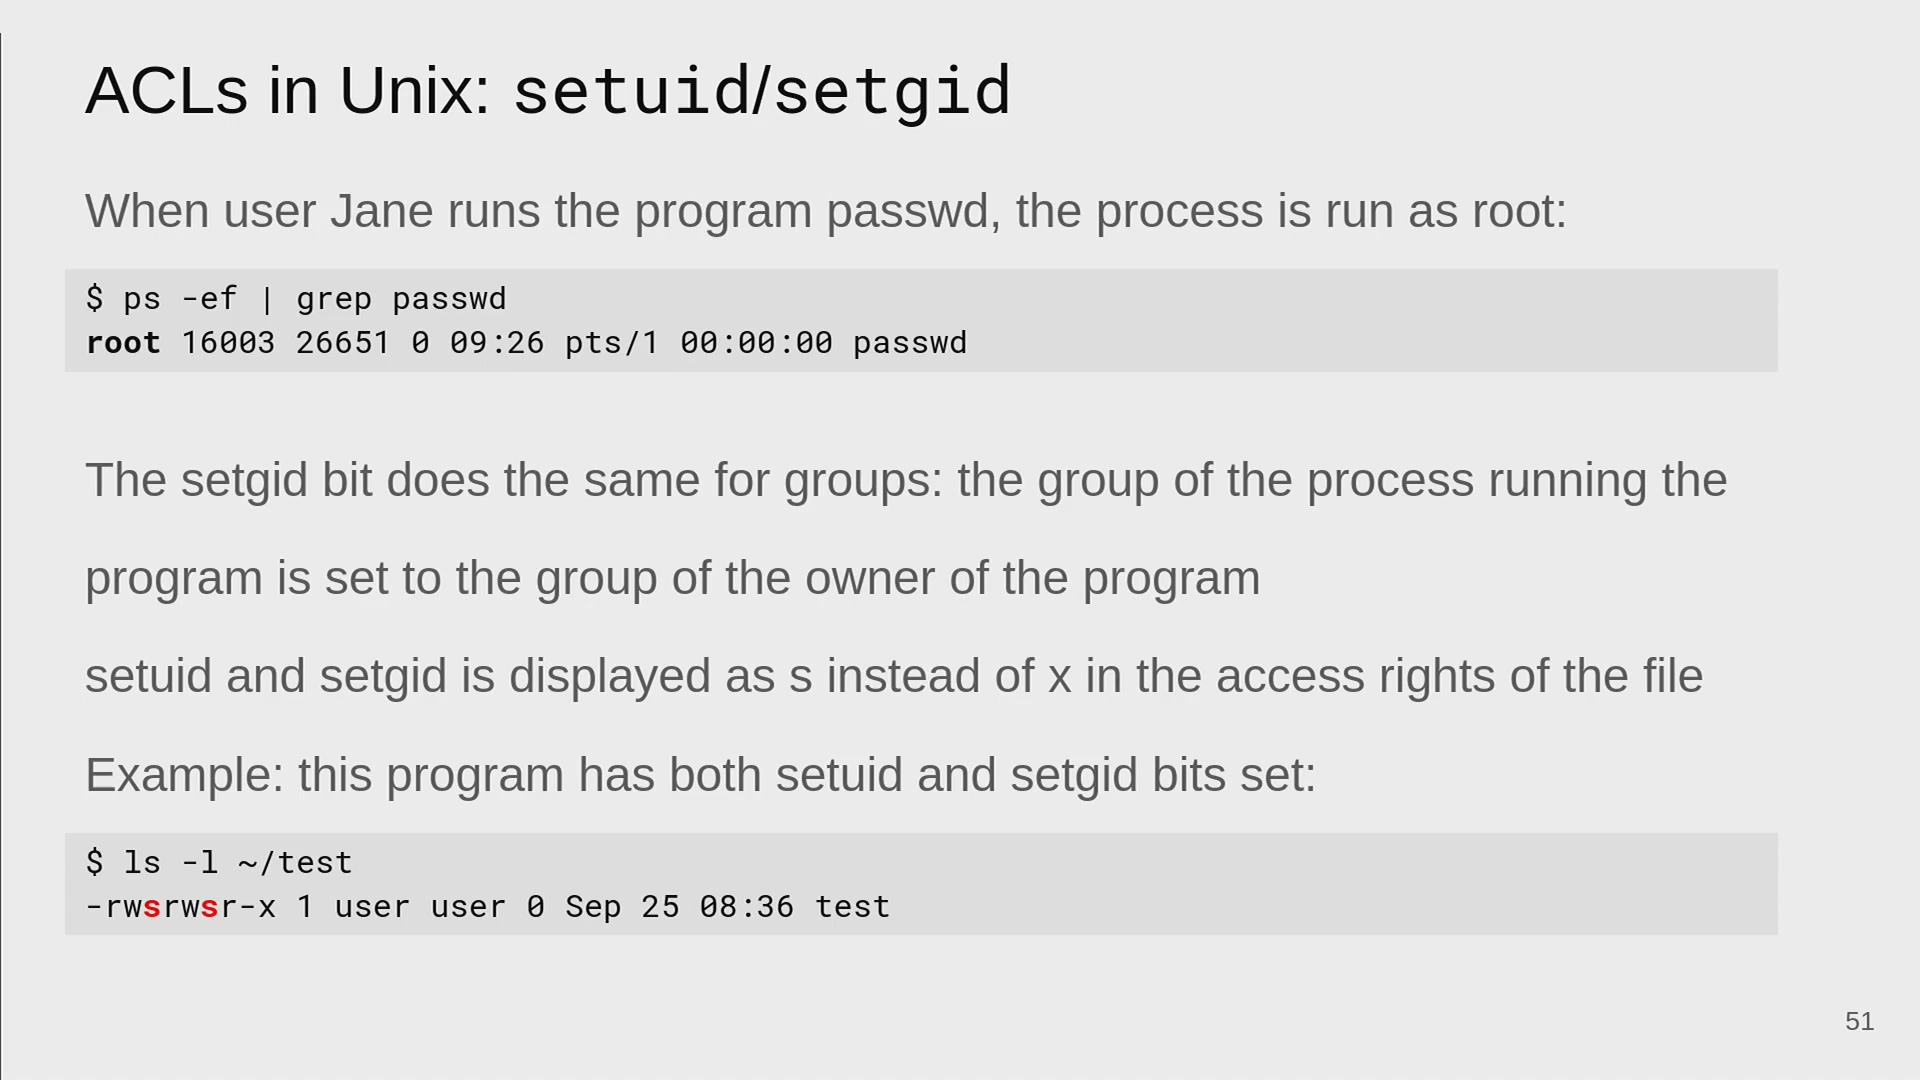 ACLs in Unix: setuid/setgid
When user Jane runs the program passwd, the process is run as root:
$ ps -ef | grep passwd
root 16003 26651 0 09:26 pts/1 00:00:00 passwd
The setgid bit does the same for groups: the group of the process running the
program is set to the group of the owner of the program
setuid and setgid is displayed as s instead of x in the access rights of the file
Example: this program has both setuid and setgid bits set:
$ ls -l ~/test
-rwsrwsr-x 1 user user 0 Sep 25 08:36 test
51